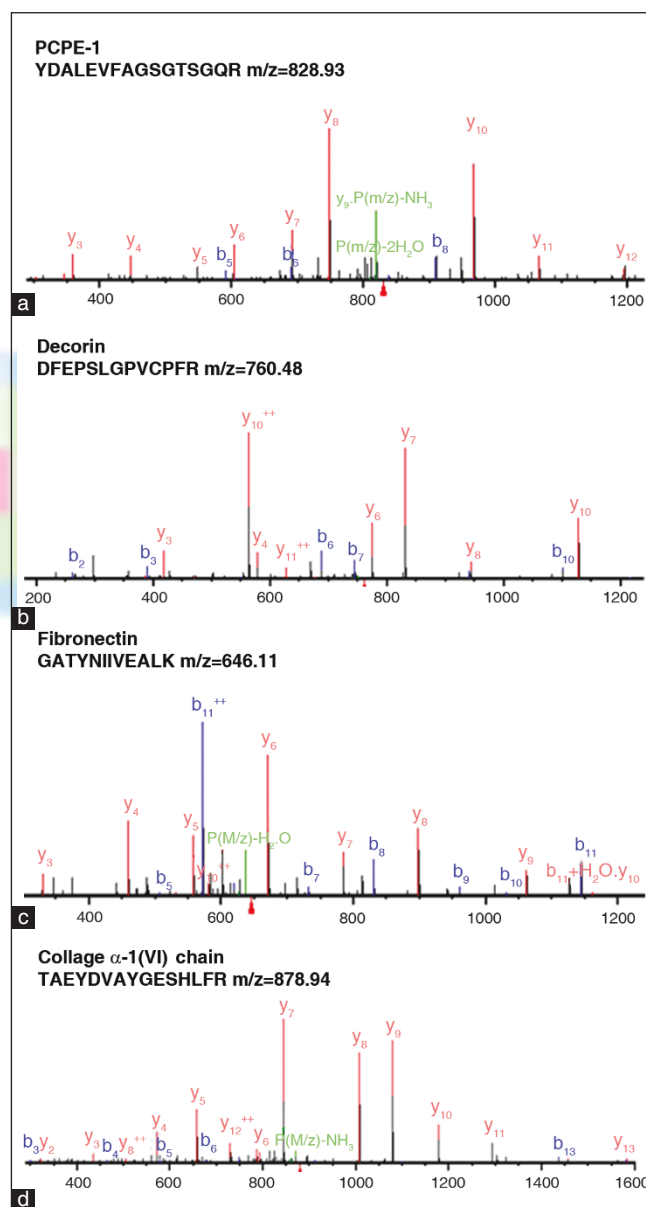 PCPE-1
YDALEVFAGSGTSGQR m/z=828.93
y8
y10
y9.P(m/z)-NH3
y7
y6
P(m/z)-2H2O
y3
y4
y5
b5
b6
b8
y11
y12
400 600 800 1000 1200
a
Decorin
DFEPSLGPVCPFR m/z=760.48
y10++
y7
y6
y3
y4
y11++
b6
b7
y8
y10
b2
b3
b10
200 400 600 800 1000 1200
b
Fibronectin
GATYNIIVEALK m/z=646.11
b11++
y6
y4
y5
P(M/z)-H2.O
y7
y8
b8
y3
b5
y10++
b7
b9
b10
y9
b11
b11+H2O.y10
400 600 800 1000 1200
c
Collage α-1(VI) chain
TAEYDVAYGESHLFR m/z=878.94
y7
y8
y9
y5
y4
y12++
y10
y11
b3
y2
y3
b4
y8++
b5
b6
y6
P(M/z)-NH3
b13
y13
400 600 800 1000 1200 1400 1600
d